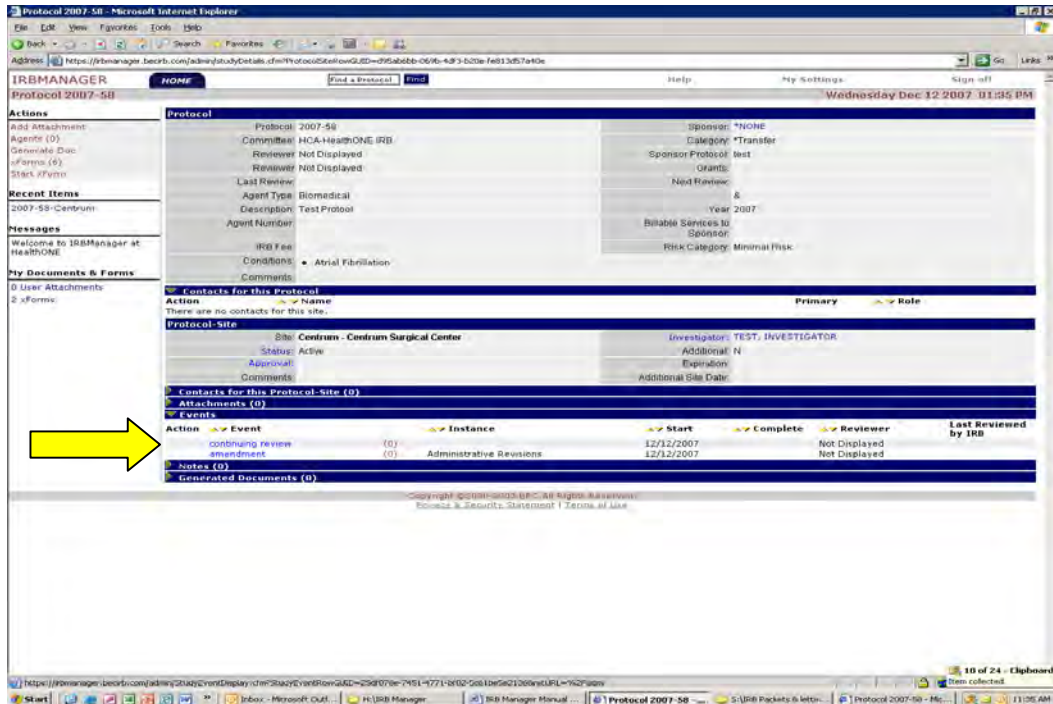 Protocol 2007-58 - Microsoft Internet Explorer
File Edit View Favorites Tools Help
Back Search Favorites
Address https://irbmanager.becirb.com/admin/studyDetails.cfm? Go Links
IRBMANAGER HOME Find a Protocol Find Help My Settings Sign off
Protocol 2007-58 Wednesday Dec 12 2007 01:35 PM
Actions
Add Attachment
Agents (0)
Generate Doc
xForms (6)
Start xForm
Recent Items
2007-58-Centrum
Messages
Welcome to IRBManager at
HealthONE
My Documents & Forms
0 User Attachments
2 xForms
Protocol
Protocol: 2007-58 Sponsor: *NONE
Committee: HCA-HealthONE IRB Category: *Transfer
Reviewer: Not Displayed Sponsor Protocol: test
Reviewer: Not Displayed Grants:
Last Review: Next Review:
Agent Type: Biomedical &
Description: Test Protool Year: 2007
Agent Number: Billable Services to
Sponsor:
IRB Fee: Risk Category: Minimal Risk
Conditions: • Atrial Fibrillation
Comments:
Contacts for this Protocol
Action Name Primary Role
There are no contacts for this site.
Protocol-Site
Site: Centrum - Centrum Surgical Center Investigator: TEST, INVESTIGATOR
Status: Active Additional: N
Approval: Expiration:
Comments: Additional Site Date:
Contacts for this Protocol-Site (0)
Attachments (0)
Events
Action Event Instance Start Complete Reviewer Last Reviewed
by IRB
continuing review (0) 12/12/2007 Not Displayed
amendment (0) Administrative Revisions 12/12/2007 Not Displayed
Notes (0)
Generated Documents (0)
Copyright BEC. All Rights Reserved.
Privacy & Security Statement | Terms of Use
10 of 24 - Clipboard
Item collected.
Start Inbox - Microsoft Outl... H:\IRB Manager IRB Manager Manual ... Protocol 2007-58 - ... S:\IRB Packets & letter... Protocol 2007-58 - Mic... 11:35 AM